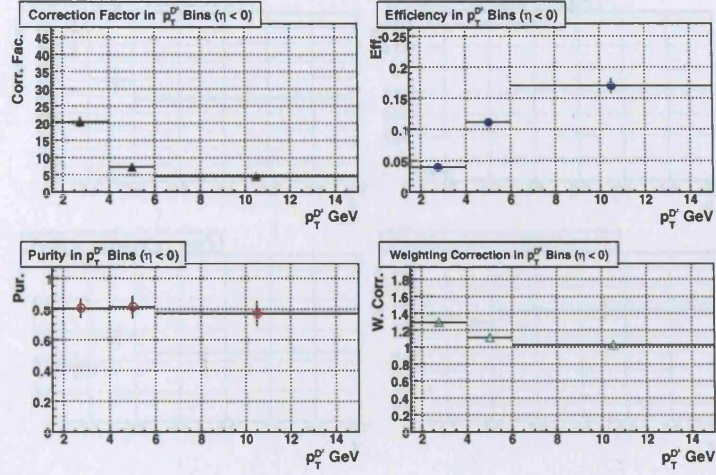 Correction Factor in p_T^{D*} Bins (η < 0)
Corr. Fac.
45
40
35
30
25
20
15
10
5
0
2 4 6 8 10 12 14
p_T^{D*} GeV
Efficiency in p_T^{D*} Bins (η < 0)
Eff.
0.25
0.2
0.15
0.1
0.05
0
2 4 6 8 10 12 14
p_T^{D*} GeV
Purity in p_T^{D*} Bins (η < 0)
Pur.
1
0.8
0.6
0.4
0.2
0
2 4 6 8 10 12 14
p_T^{D*} GeV
Weighting Correction in p_T^{D*} Bins (η < 0)
W. Corr.
1.8
1.6
1.4
1.2
1
0.8
0.6
0.4
0.2
0
2 4 6 8 10 12 14
p_T^{D*} GeV